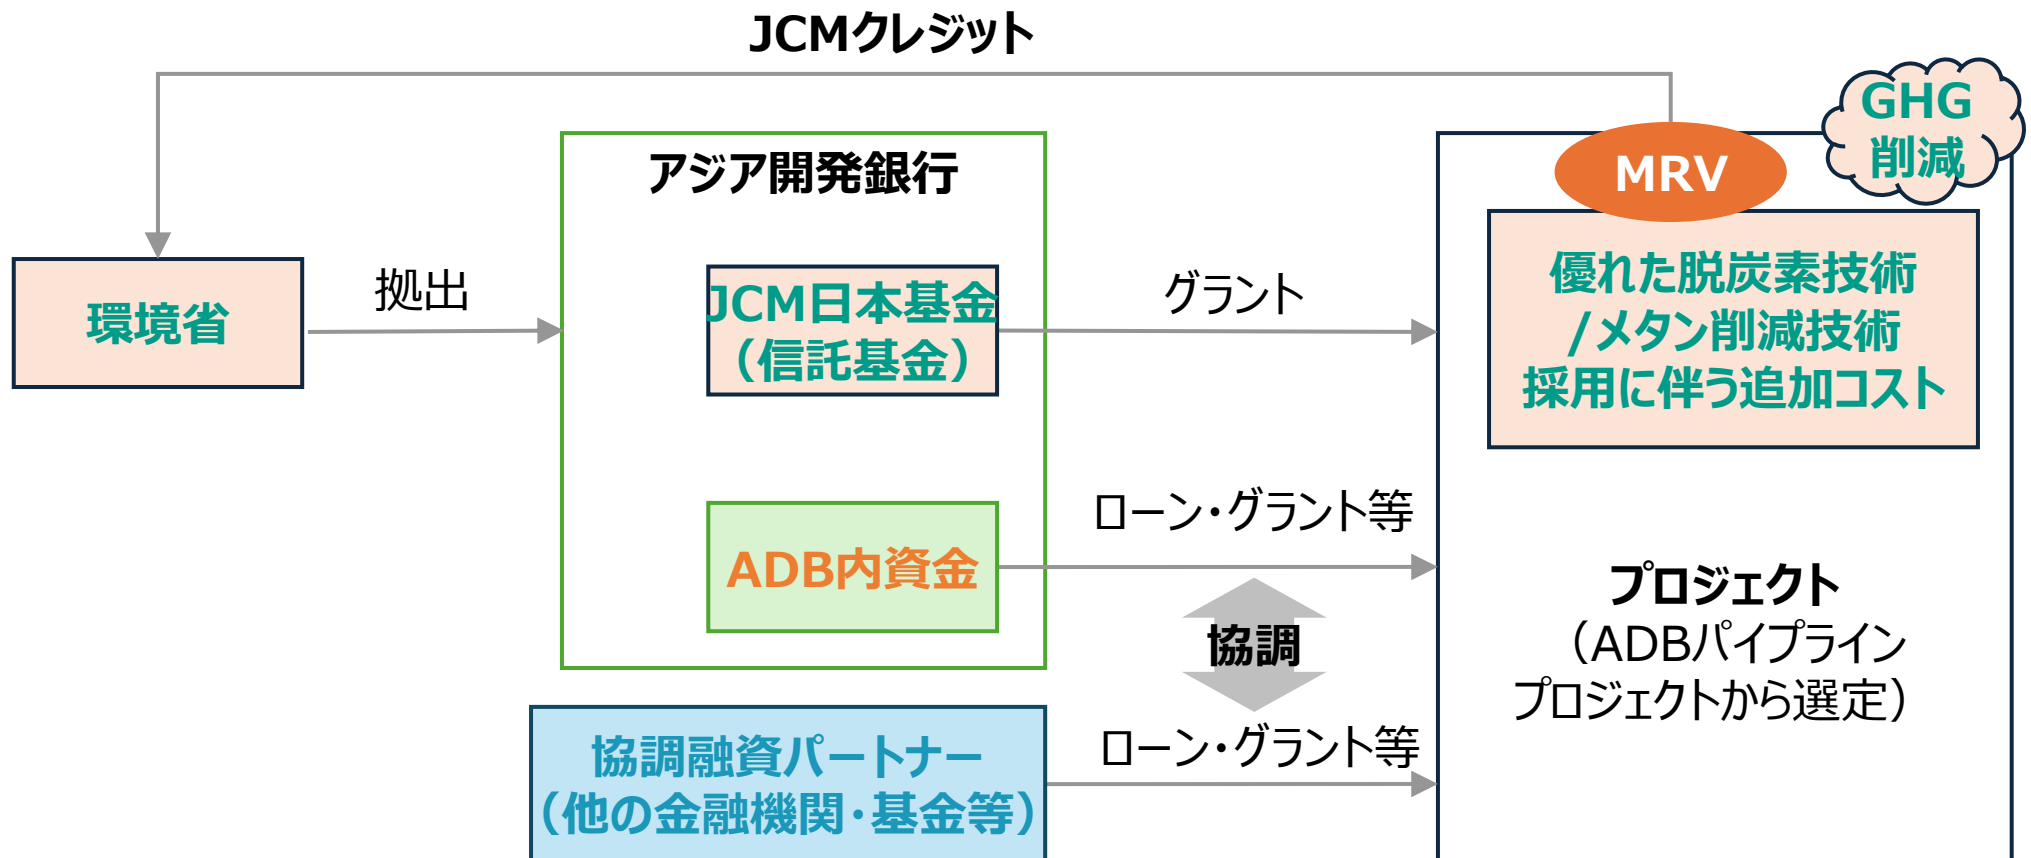 JCMクレジット
GHG
削減
MRV
アジア開発銀行
環境省
拠出
JCM日本基金
（信託基金）
グラント
優れた脱炭素技術
/メタン削減技術
採用に伴う追加コスト
ADB内資金
ローン・グラント等
協調
プロジェクト
（ADBパイプライン
プロジェクトから選定）
協調融資パートナー
（他の金融機関・基金等）
ローン・グラント等